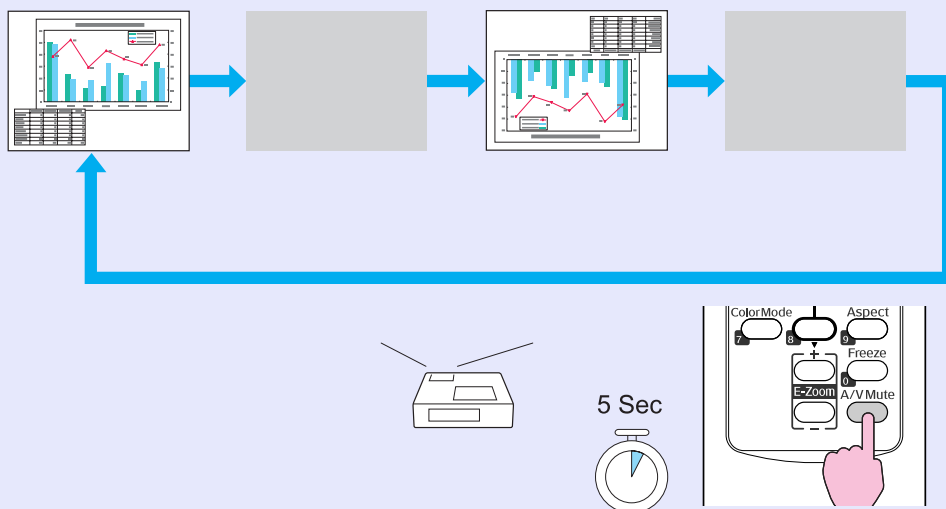 ColorMode
Aspect
7
8
9
+
Freeze
0
E-Zoom
A/V Mute
−
5 Sec